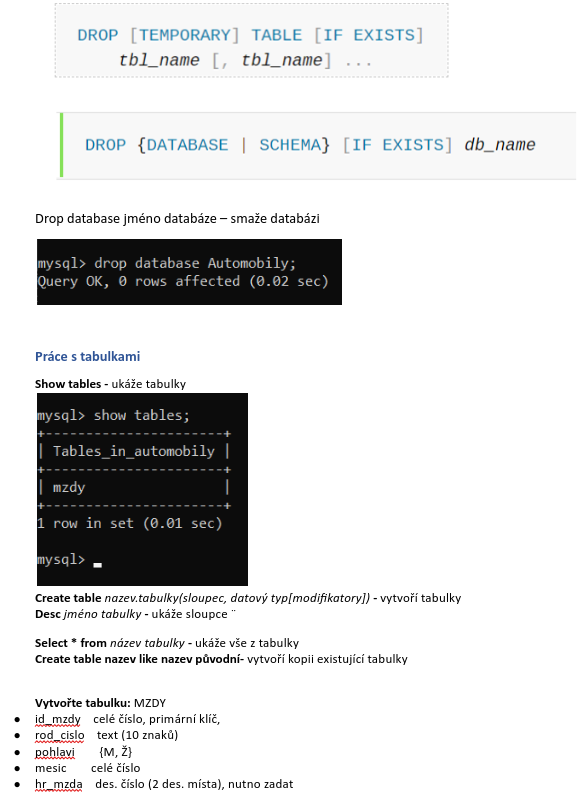 DROP [TEMPORARY] TABLE [IF EXISTS]
tbl_name [, tbl_name] ...
DROP {DATABASE | SCHEMA} [IF EXISTS] db_name
Drop database jméno databáze – smaže databázi
mysql> drop database Automobily;
Query OK, 0 rows affected (0.02 sec)
Práce s tabulkami
Show tables - ukáže tabulky
mysql> show tables;
+----------------------+
| Tables_in_automobily |
+----------------------+
| mzdy                 |
+----------------------+
1 row in set (0.01 sec)
mysql> _
Create table nazev.tabulky(sloupec, datový typ[modifikatory]) - vytvoří tabulky
Desc jméno tabulky - ukáže sloupce ¨
Select * from název tabulky - ukáže vše z tabulky
Create table nazev like nazev původní- vytvoří kopii existující tabulky
Vytvořte tabulku: MZDY
● id_mzdy celé číslo, primární klíč,
● rod_cislo text (10 znaků)
● pohlavi {M, Ž}
● mesic celé číslo
● hr_mzda des. číslo (2 des. místa), nutno zadat